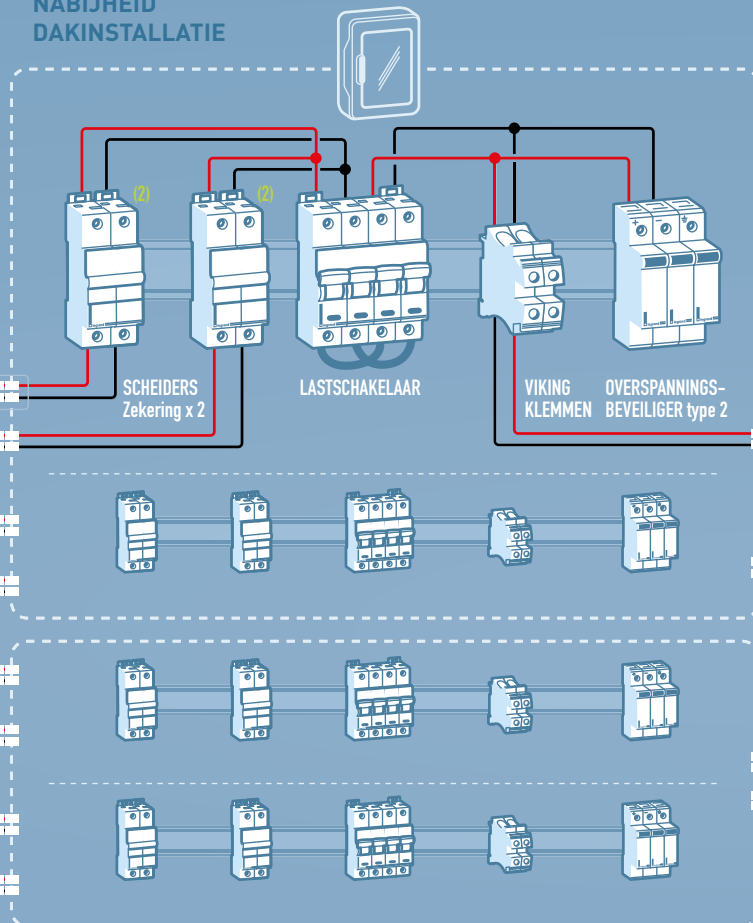 NABIJHEID
DAKINSTALLATIE
(2)
(2)
+ −
SCHEIDERS
Zekering x 2
LASTSCHAKELAAR
VIKING
KLEMMEN
OVERSPANNINGS-
BEVEILIGER type 2